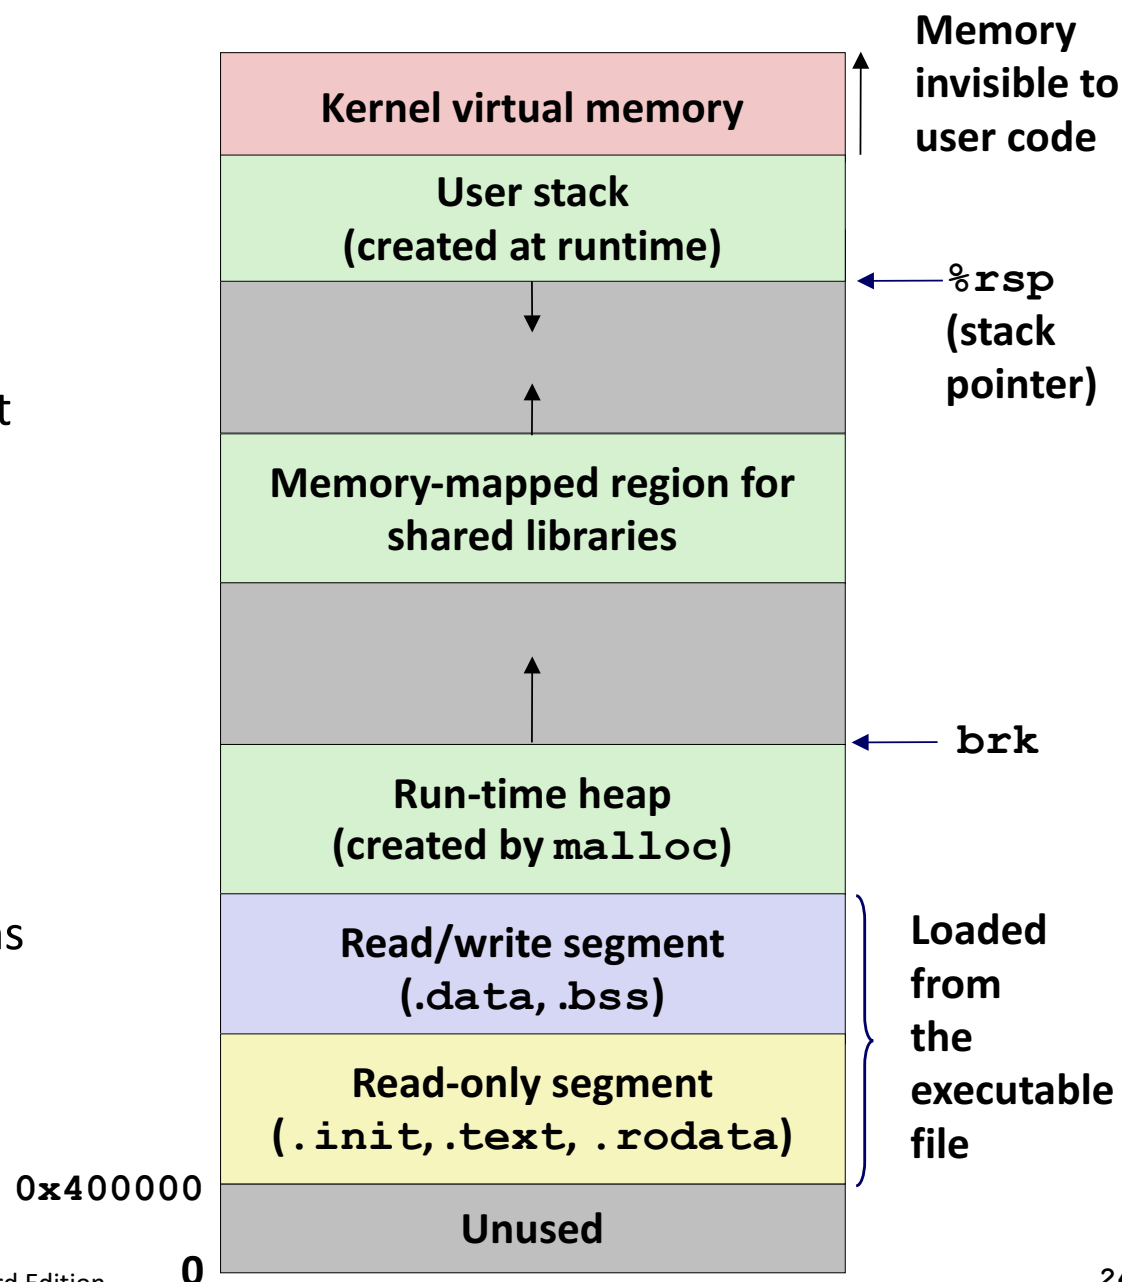 Memory
invisible to
user code
Kernel virtual memory
User stack
(created at runtime)
%rsp
(stack
pointer)
t
Memory-mapped region for
shared libraries
brk
Run-time heap
(created by malloc)
Read/write segment
(.data, .bss)
Loaded
from
the
executable
file
Read-only segment
(.init, .text, .rodata)
0x400000
Unused
0
Edition